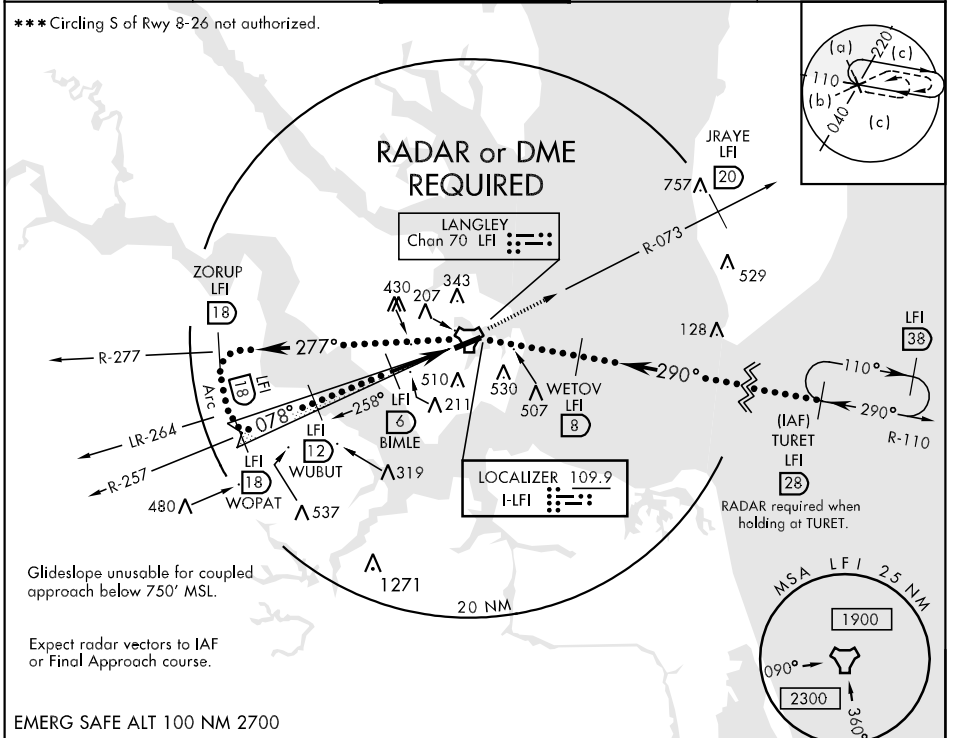 *** Circling S of Rwy 8-26 not authorized.
(a)
220
(c)
110
(b)
040
(c)
RADAR or DME
REQUIRED
JRAYE
LFI
20
757
LANGLEY
Chan 70 LFI
R-073
529
ZORUP
LFI
18
430
207
343
128
LFI
38
R-277
277°
290°
110°
290°
R-110
Arc
18
LFI
510
530
507
WETOV
LFI
8
(IAF)
TURET
LFI
28
RADAR required when
holding at TURET.
078°
258°
LFI
6
BIMLE
211
LR-264
R-257
LFI
12
WUBUT
319
LFI
18
WOPAT
480
537
LOCALIZER 109.9
I-LFI
1271
20 NM
Glideslope unusable for coupled
approach below 750' MSL.
Expect radar vectors to IAF
or Final Approach course.
EMERG SAFE ALT 100 NM 2700
MSA LFI 25 NM
1900
090°
2300
360°